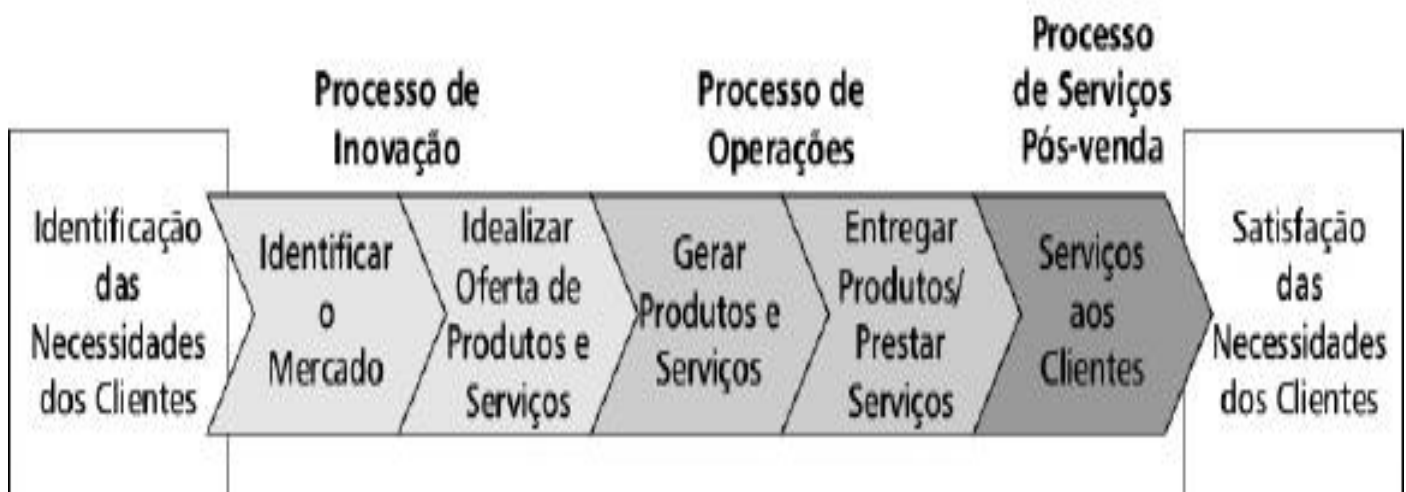 Processo de
Inovação
Processo de
Operações
Processo
de Serviços
Pós-venda
Identificação
das
Necessidades
dos Clientes
Identificar
o
Mercado
Idealizar
Oferta de
Produtos e
Serviços
Gerar
Produtos e
Serviços
Entregar
Produtos/
Prestar
Serviços
Serviços
aos
Clientes
Satisfação
das
Necessidades
dos Clientes